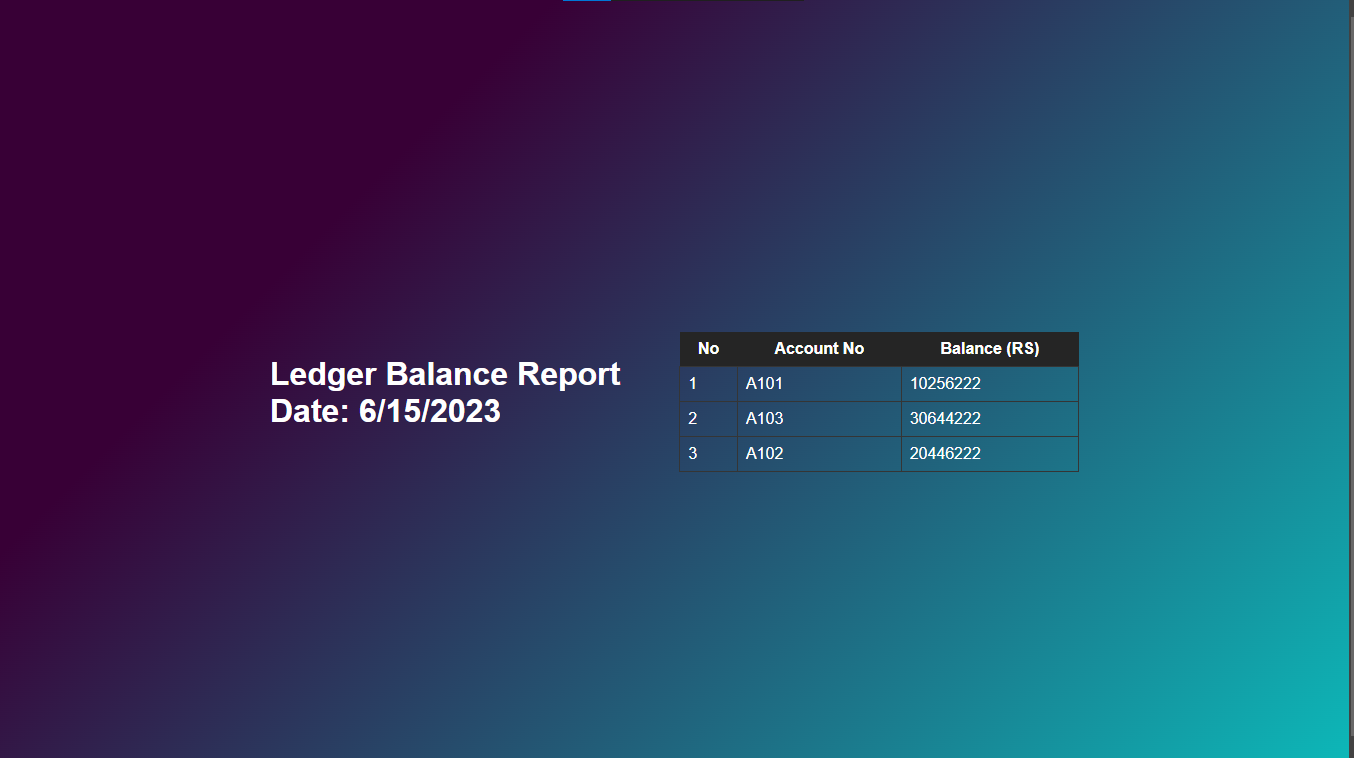 Ledger Balance Report
Date: 6/15/2023
No Account No Balance (RS)
1 A101 10256222
2 A103 30644222
3 A102 20446222